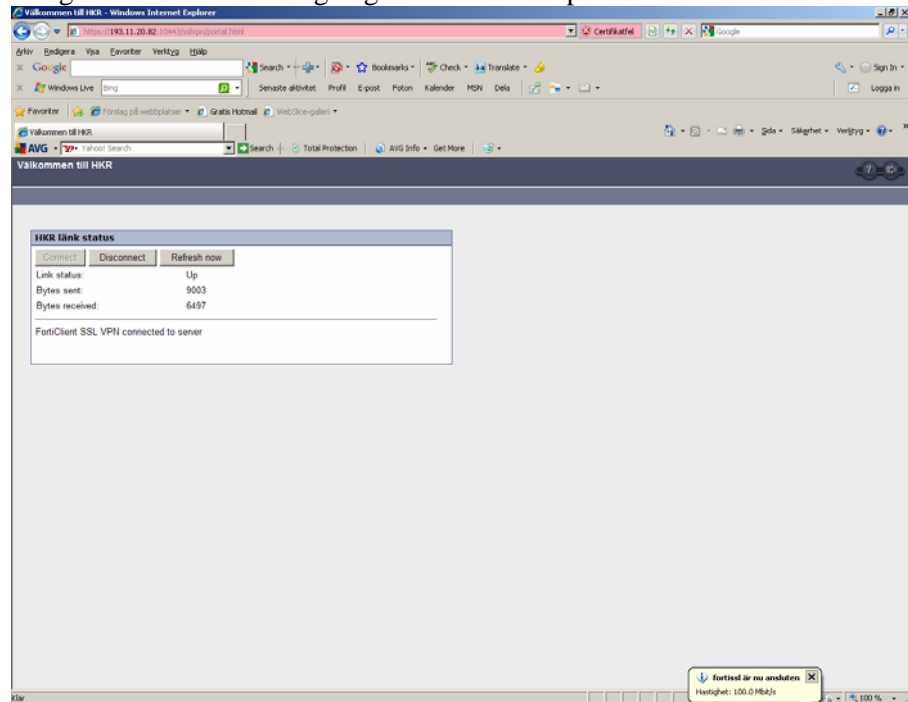 Välkommen till HKR - Windows Internet Explorer
https://193.11.20.82:10443/sslvpn/portal.html Certifikatfel Google
Arkiv Redigera Visa Favoriter Verktyg Hjälp
Google Search Bookmarks Check Translate Sign In
Windows Live Bing Senaste aktivitet Profil E-post Foton Kalender MSN Dela Logga in
Favoriter Förslag på webbplatser Gratis Hotmail WebSlice-galleri
Välkommen till HKR Sida Säkerhet Verktyg
AVG Yahoo! Search Search Total Protection AVG Info Get More
Välkommen till HKR
HKR länk status
Connect Disconnect Refresh now
Link status: Up
Bytes sent: 9003
Bytes received: 6497
FortiClient SSL VPN connected to server
fortissl är nu ansluten
Hastighet: 100.0 Mbit/s
Klar 100 %